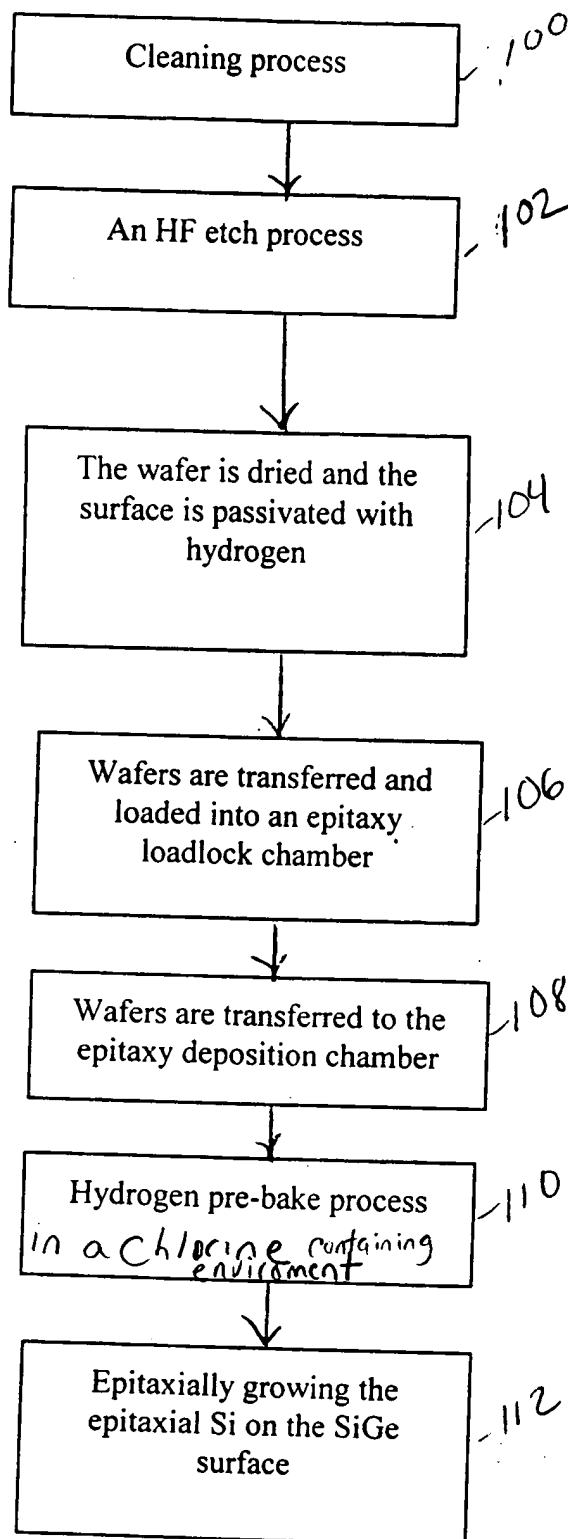 Cleaning process
100
An HF etch process
102
The wafer is dried and the
surface is passivated with
hydrogen
104
Wafers are transferred and
loaded into an epitaxy
loadlock chamber
106
Wafers are transferred to the
epitaxy deposition chamber
108
Hydrogen pre-bake process
110
in a Chlorine containing
enviroment
Epitaxially growing the
epitaxial Si on the SiGe
surface
112